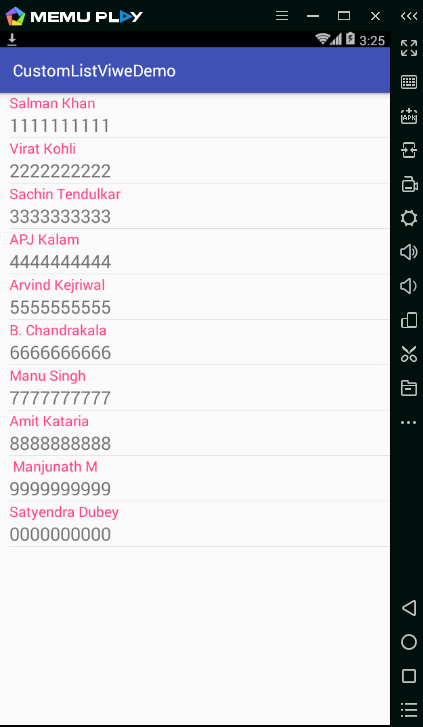 MEMU PLAY
3:25
CustomListViweDemo
Salman Khan
1111111111
Virat Kohli
2222222222
Sachin Tendulkar
3333333333
APJ Kalam
4444444444
Arvind Kejriwal
5555555555
B. Chandrakala
6666666666
Manu Singh
7777777777
Amit Kataria
8888888888
Manjunath M
9999999999
Satyendra Dubey
0000000000
APK